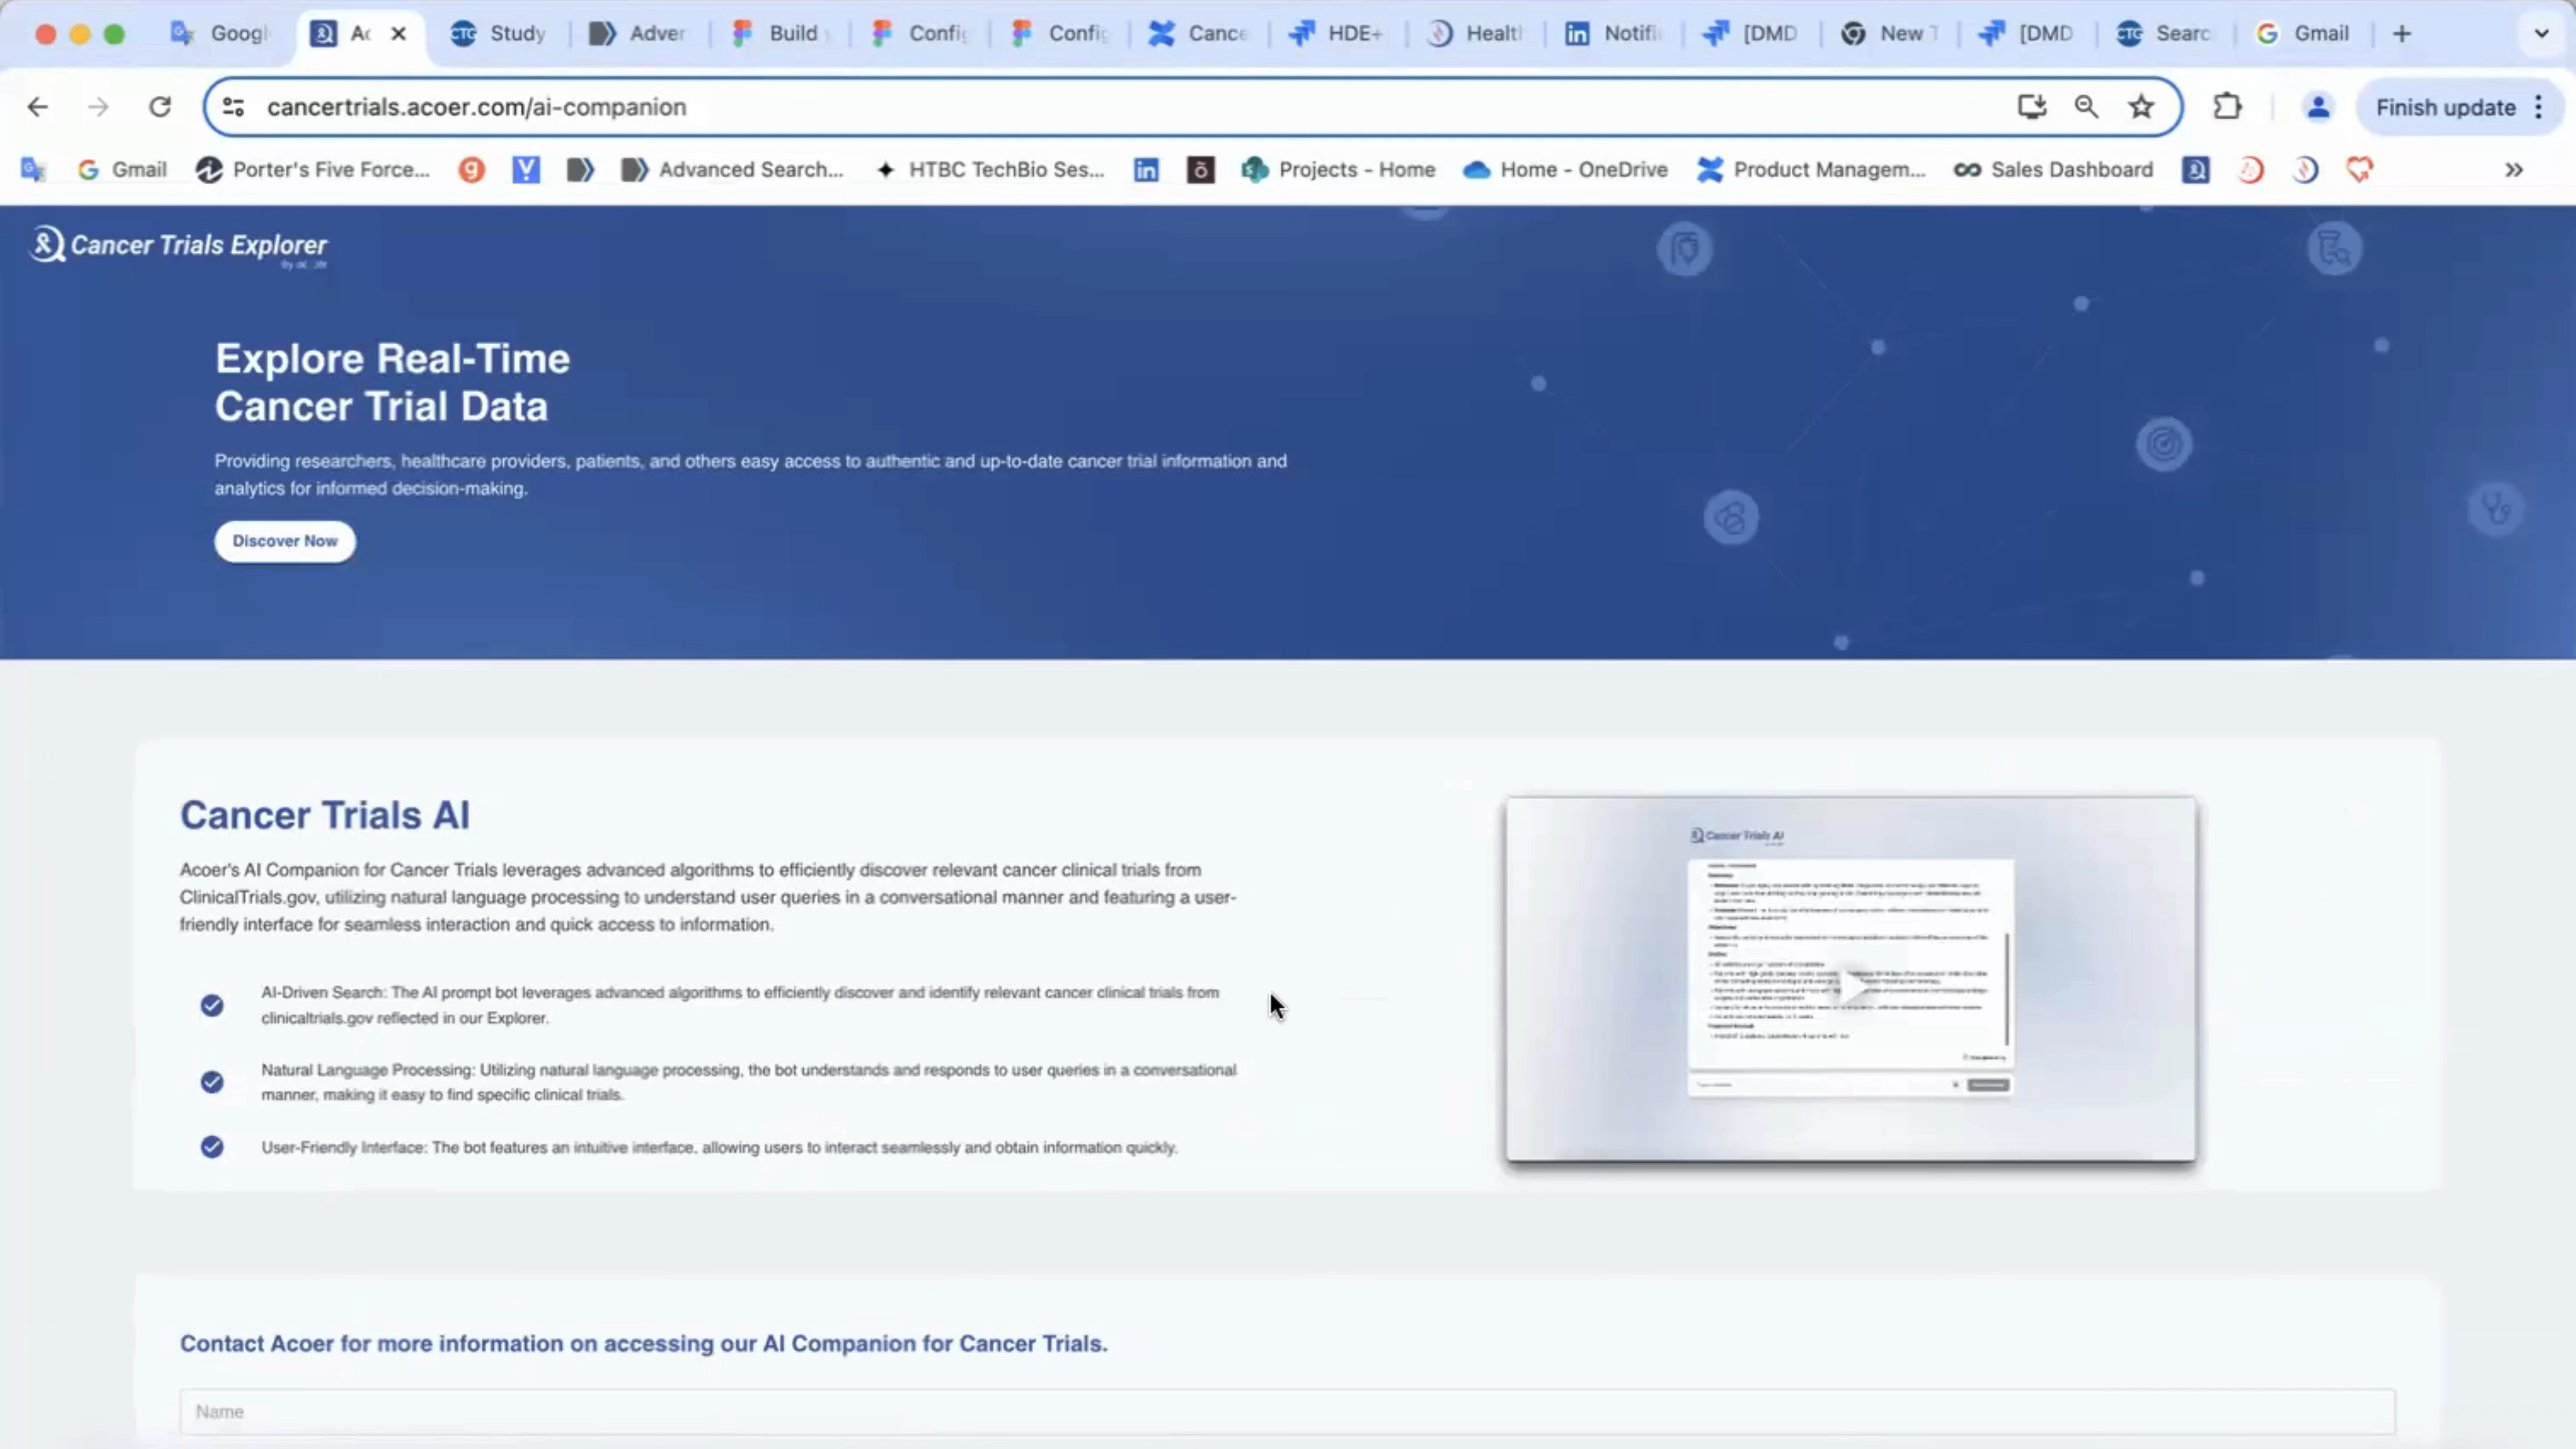 Googl
Ac
CTG Study
Adver
Build
Config
Config
Cance
HDE+
Healt
in Notifi
[DMD
New T
[DMD
CTG Searc
Gmail
cancertrials.acoer.com/ai-companion
Finish update
Gmail
Porter's Five Force...
Advanced Search...
HTBC TechBio Ses...
in
Projects - Home
Home - OneDrive
Product Managem...
Sales Dashboard
Cancer Trials Explorer
Explore Real-Time
Cancer Trial Data
Providing researchers, healthcare providers, patients, and others easy access to authentic and up-to-date cancer trial information and
analytics for informed decision-making.
Discover Now
Cancer Trials AI
Acoer's AI Companion for Cancer Trials leverages advanced algorithms to efficiently discover relevant cancer clinical trials from
ClinicalTrials.gov, utilizing natural language processing to understand user queries in a conversational manner and featuring a user-
friendly interface for seamless interaction and quick access to information.
AI-Driven Search: The AI prompt bot leverages advanced algorithms to efficiently discover and identify relevant cancer clinical trials from
clinicaltrials.gov reflected in our Explorer.
Natural Language Processing: Utilizing natural language processing, the bot understands and responds to user queries in a conversational
manner, making it easy to find specific clinical trials.
User-Friendly Interface: The bot features an intuitive interface, allowing users to interact seamlessly and obtain information quickly.
Cancer Trials AI
Contact Acoer for more information on accessing our AI Companion for Cancer Trials.
Name